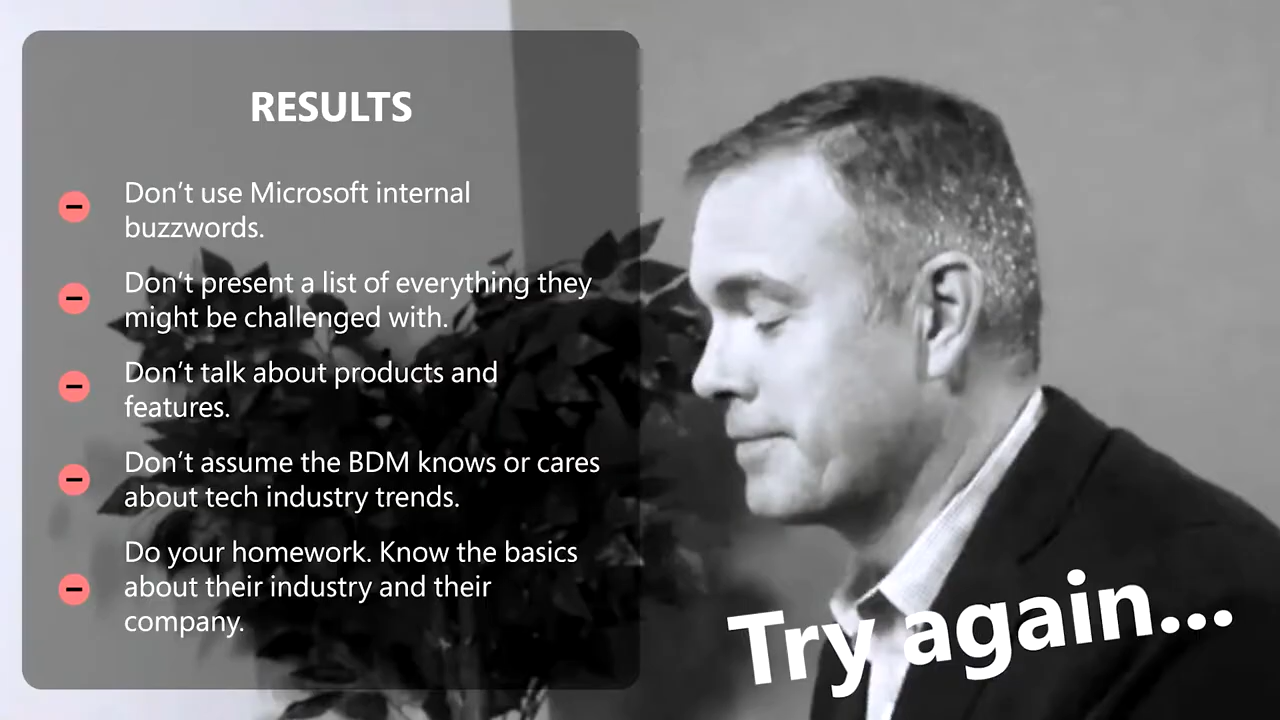 RESULTS
Don’t use Microsoft internal
buzzwords.
Don’t present a list of everything they
might be challenged with.
Don’t talk about products and
features.
Don’t assume the BDM knows or cares
about tech industry trends.
Do your homework. Know the basics
about their industry and their
company.
Try again...